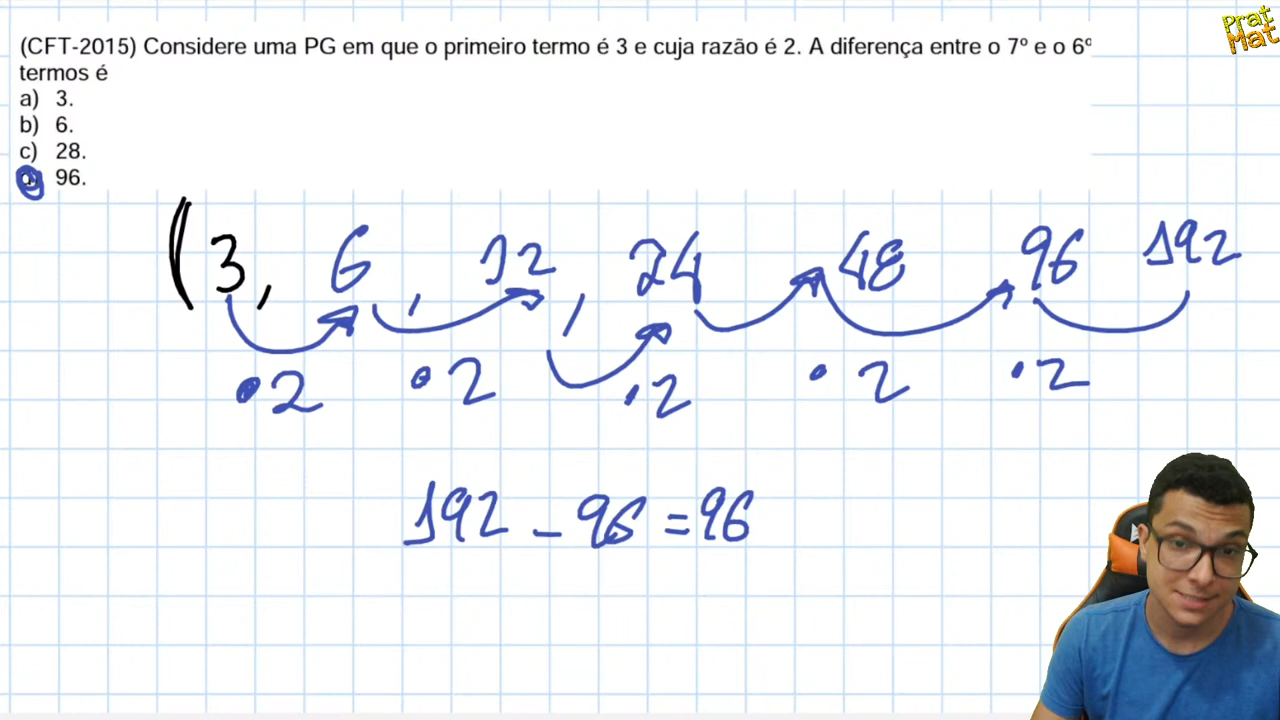 Prat
Mat
(CFT-2015) Considere uma PG em que o primeiro termo é 3 e cuja razão é 2. A diferença entre o 7º e o 6º
termos é
a) 3.
b) 6.
c) 28.
96.
(3, 6, 12, 24 48 96 192
•2 •2 •2 •2 •2
192 - 96 = 96